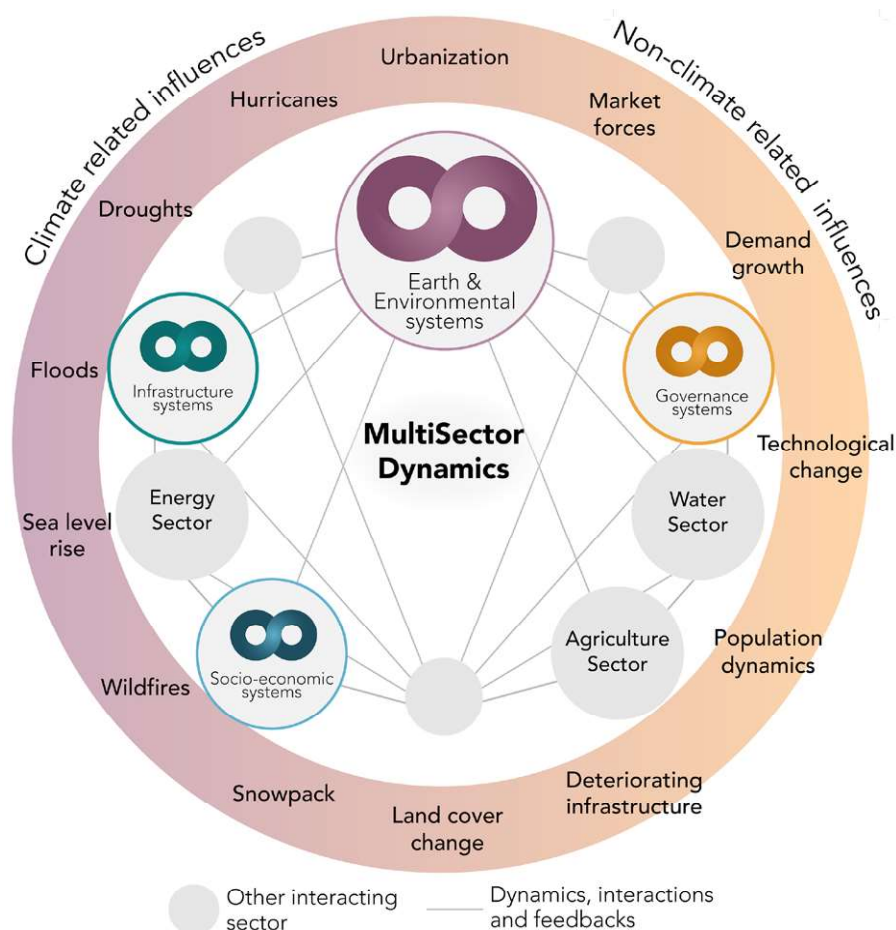 Climate related influences
Non-climate related influences
Urbanization
Hurricanes
Market
forces
Droughts
Demand
growth
Earth &
Environmental
systems
Floods
Infrastructure
systems
Governance
systems
MultiSector
Dynamics
Technological
change
Energy
Sector
Water
Sector
Sea level
rise
Agriculture
Sector
Population
dynamics
Wildfires
Socio-economic
systems
Snowpack
Land cover
change
Deteriorating
infrastructure
Other interacting
sector
Dynamics, interactions
and feedbacks